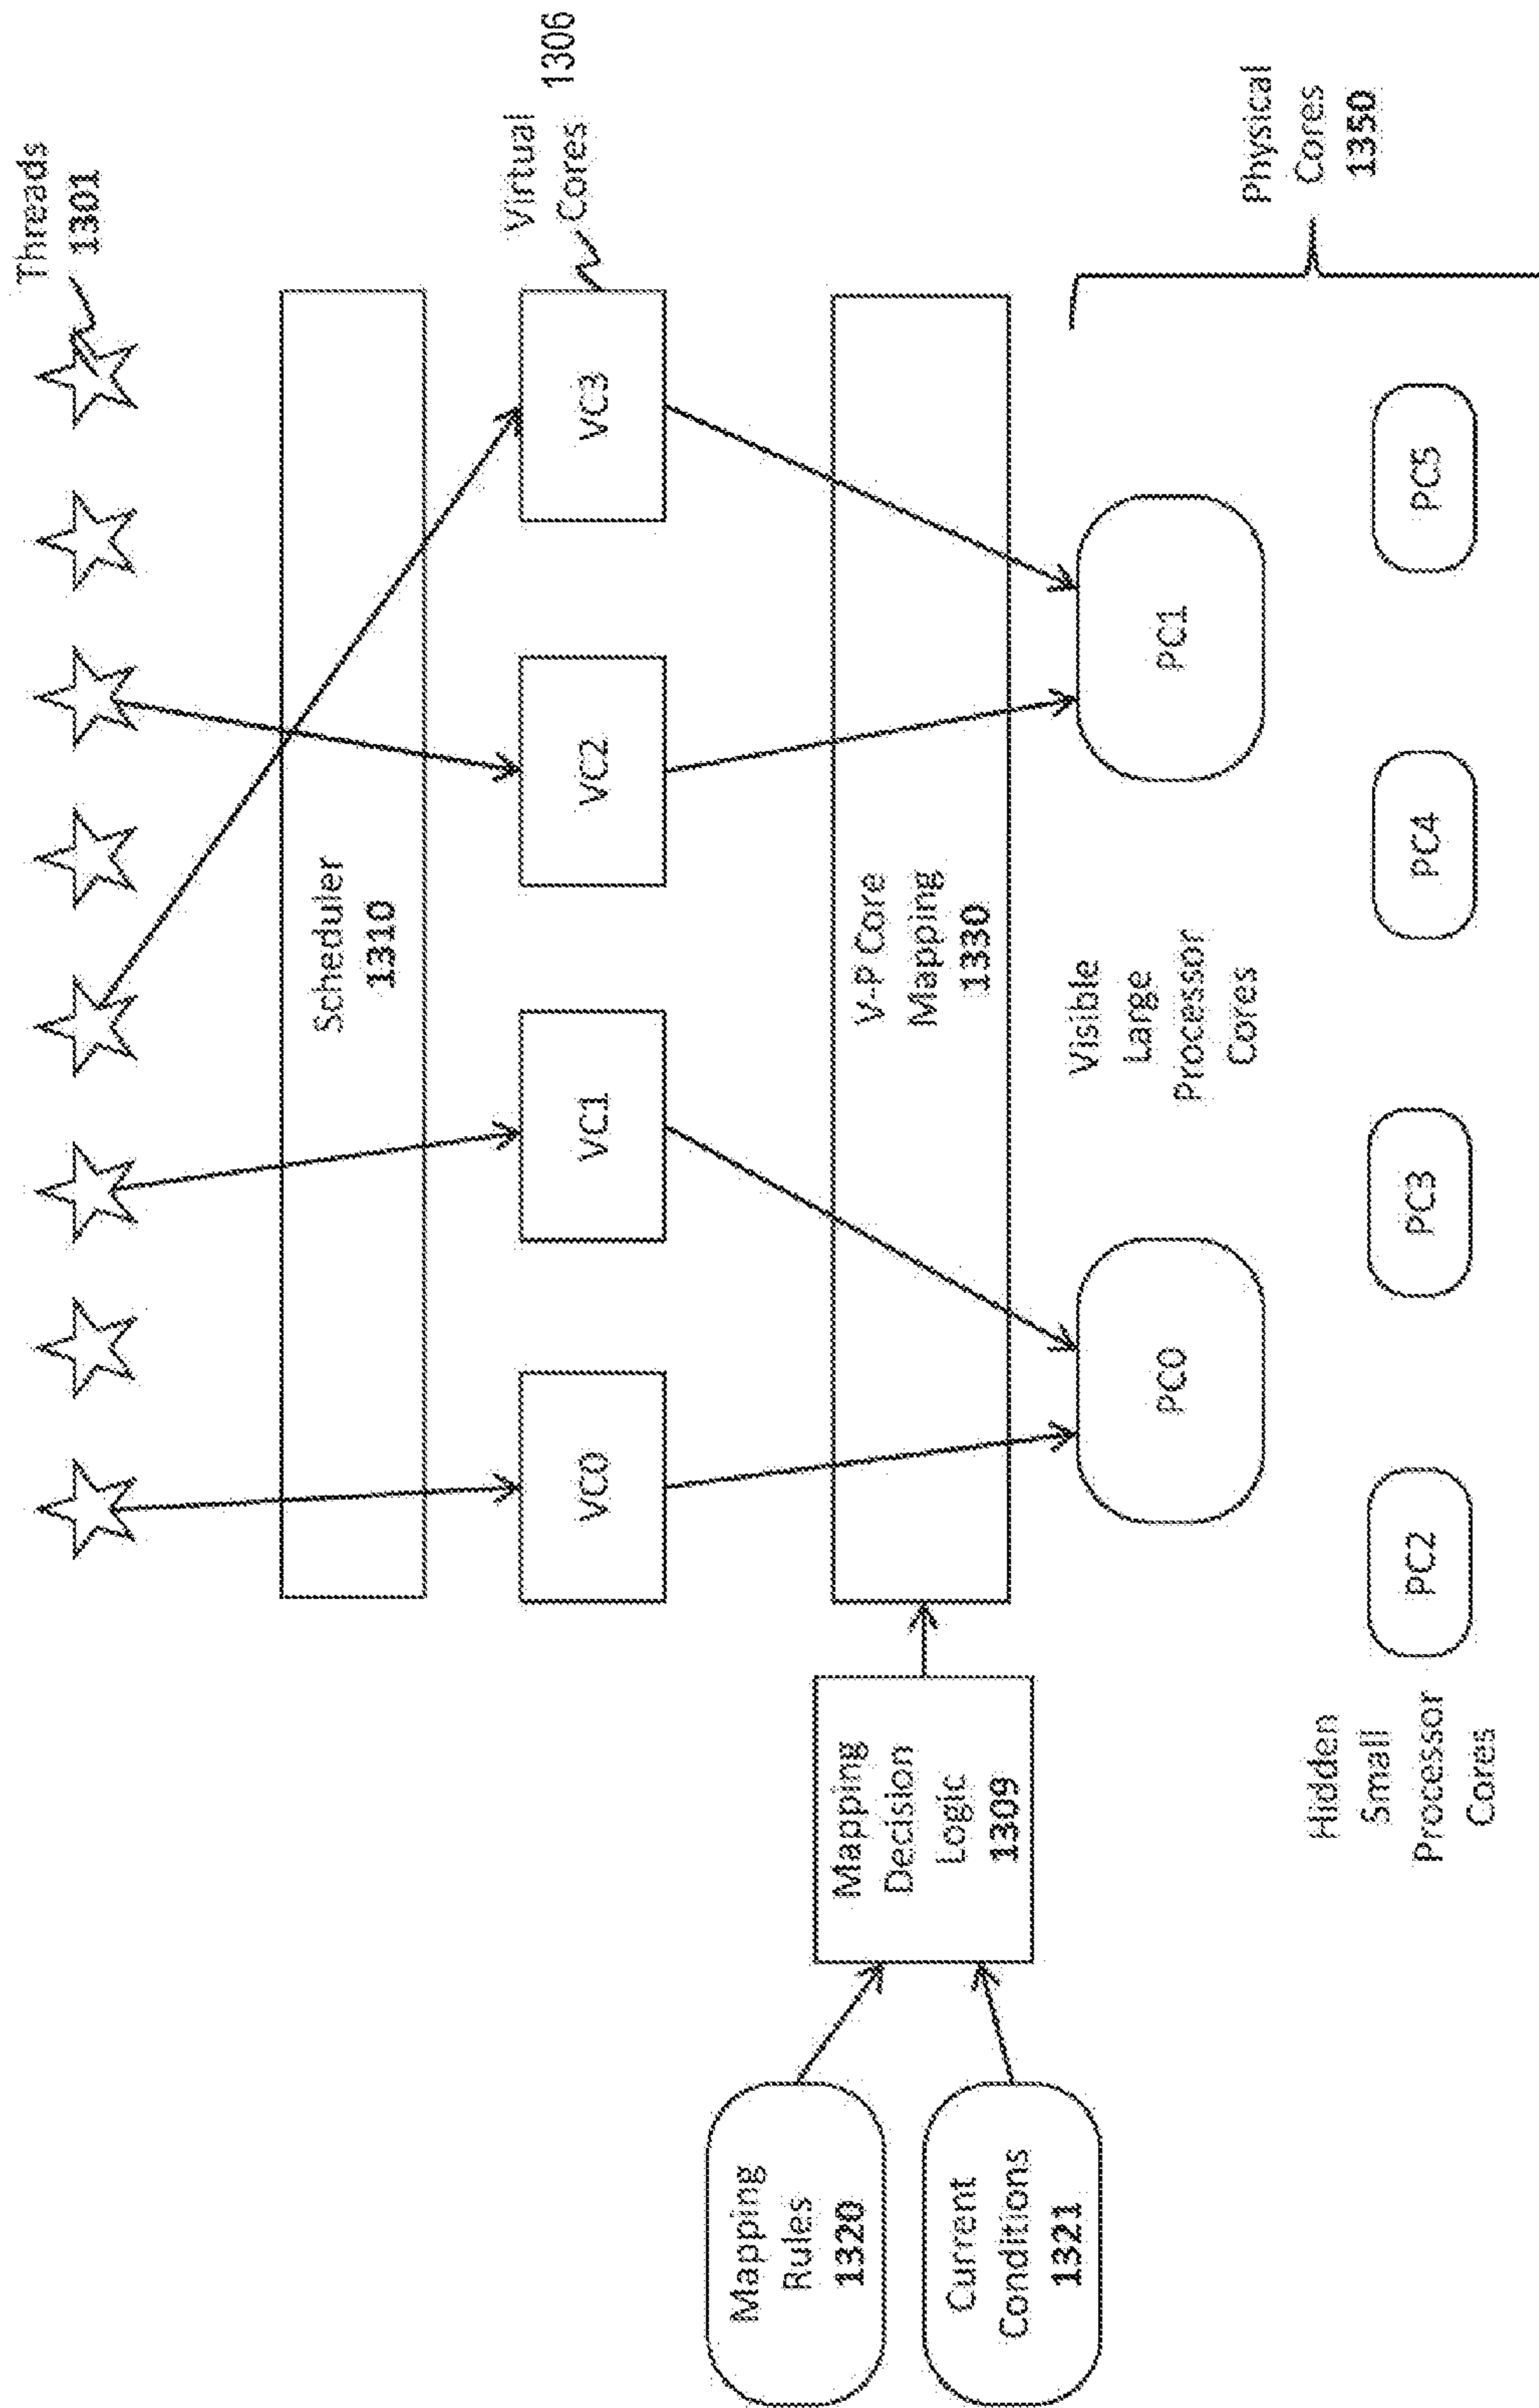 Threads
1301
Scheduler
1310
Virtual
Cores 1306
VC0
VC1
VC2
VC3
Mapping
Rules
1320
Current
Conditions
1321
Mapping
Decision
Logic
1309
V-P Core
Mapping
1330
PC0
Visible
Large
Processor
Cores
PC1
Physical
Cores
1350
Hidden
Small
Processor
Cores
PC2
PC3
PC4
PC5